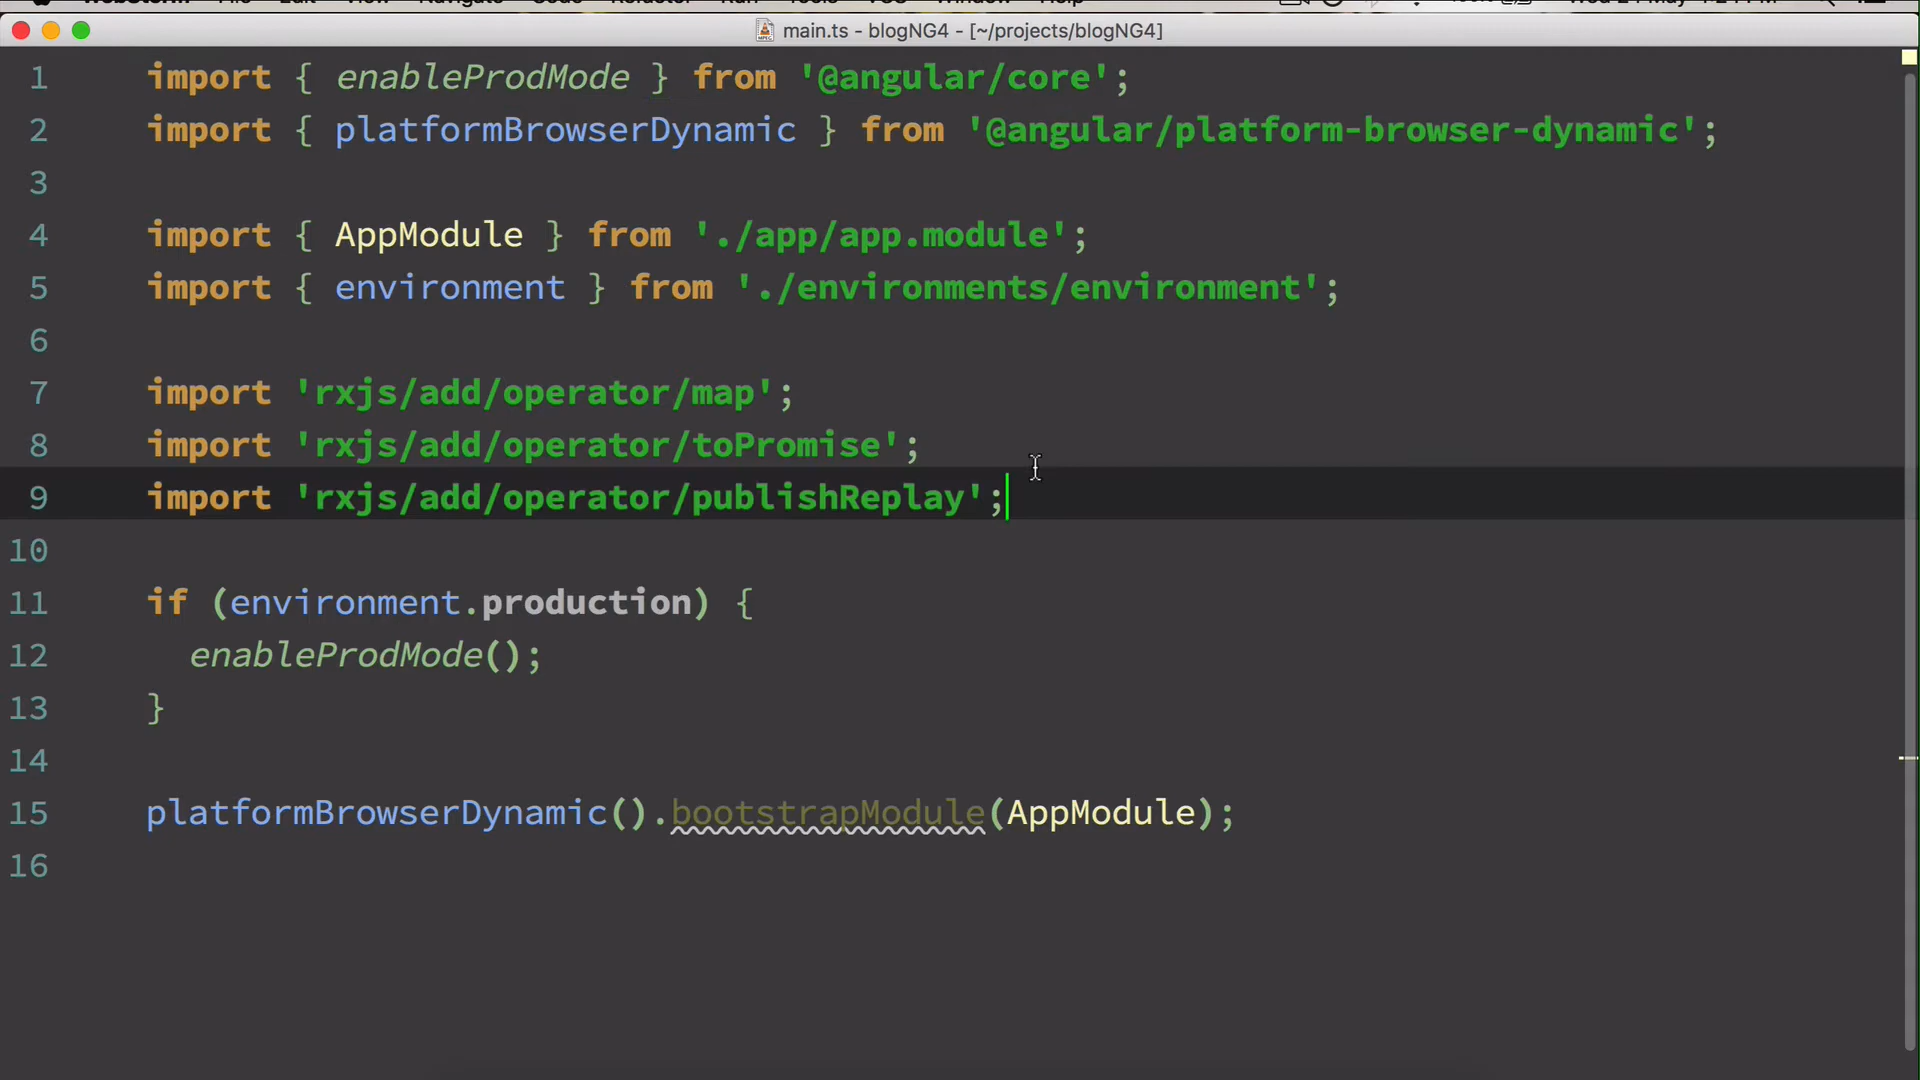 main.ts - blogNG4 - [~/projects/blogNG4]
1 import { enableProdMode } from '@angular/core';
2 import { platformBrowserDynamic } from '@angular/platform-browser-dynamic';
3
4 import { AppModule } from './app/app.module';
5 import { environment } from './environments/environment';
6
7 import 'rxjs/add/operator/map';
8 import 'rxjs/add/operator/toPromise';
9 import 'rxjs/add/operator/publishReplay';
10
11 if (environment.production) {
12 enableProdMode();
13 }
14
15 platformBrowserDynamic().bootstrapModule(AppModule);
16